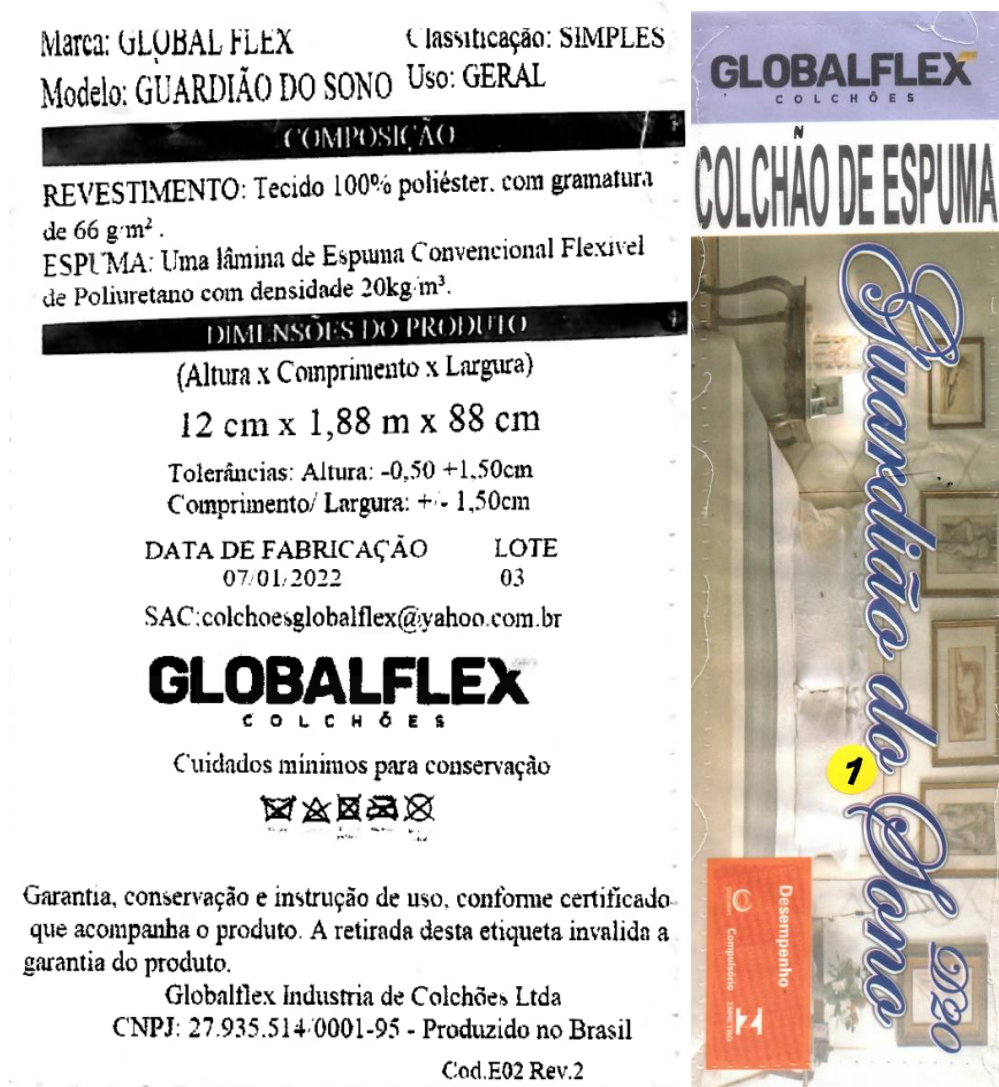 Marca: GLOBAL FLEX
Classificação: SIMPLES
Modelo: GUARDIÃO DO SONO
Uso: GERAL
COMPOSIÇÃO
REVESTIMENTO: Tecido 100% poliéster. com gramatura
de 66 g/m² .
ESPUMA: Uma lâmina de Espuma Convencional Flexível
de Poliuretano com densidade 20kg/m³.
DIMENSÕES DO PRODUTO
(Altura x Comprimento x Largura)
12 cm x 1,88 m x 88 cm
Tolerâncias: Altura: -0,50 +1,50cm
Comprimento/ Largura: +/- 1,50cm
DATA DE FABRICAÇÃO LOTE
07/01/2022 03
SAC:colchoesglobalflex@yahoo.com.br
GLOBALFLEX
COLCHÕES
Cuidados mínimos para conservação
Garantia, conservação e instrução de uso, conforme certificado
que acompanha o produto. A retirada desta etiqueta invalida a
garantia do produto.
Globalflex Industria de Colchões Ltda
CNPJ: 27.935.514/0001-95 - Produzido no Brasil
Cod.E02 Rev.2
GLOBALFLEX
COLCHÕES
COLCHÃO DE ESPUMA
Guardião do Sono
D20
1
Desempenho
Compulsório
INMETRO